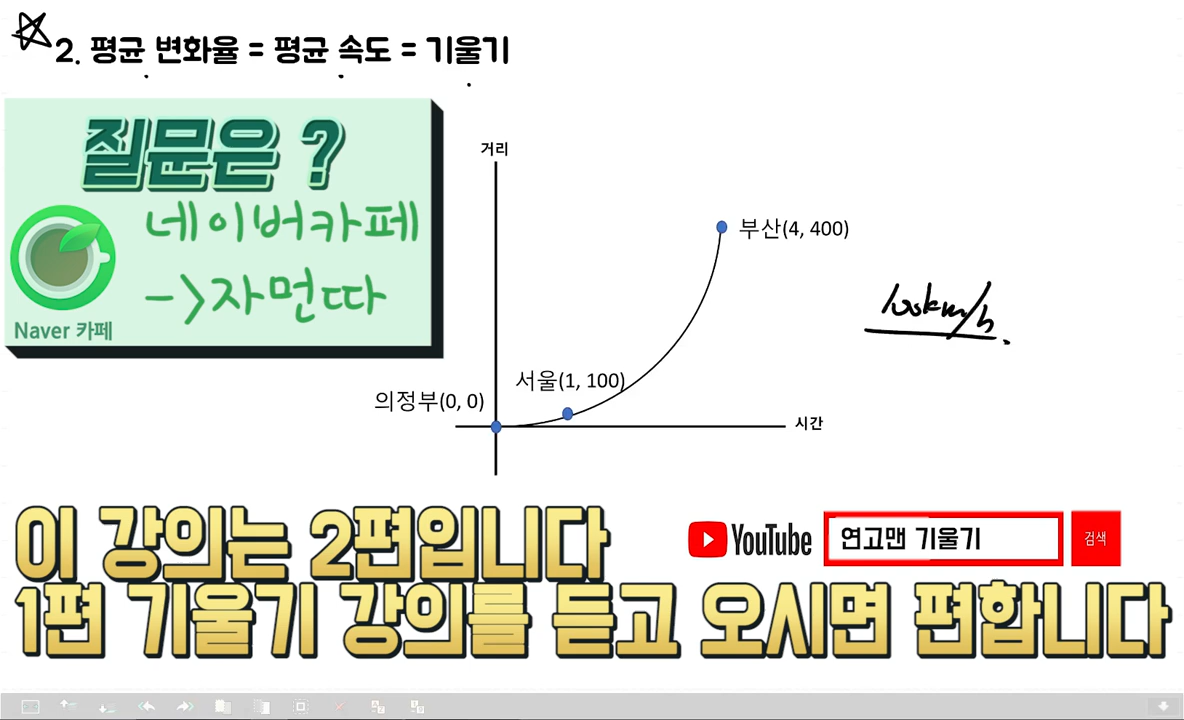 2. 평균 변화율 = 평균 속도 = 기울기
질문은 ?
네이버카페
->자먼따
Naver 카페
거리
부산(4, 400)
100km/h.
서울(1, 100)
의정부(0, 0)
시간
이 강의는 2편입니다
YouTube
연고맨 기울기
검색
1편 기울기 강의를 듣고 오시면 편합니다